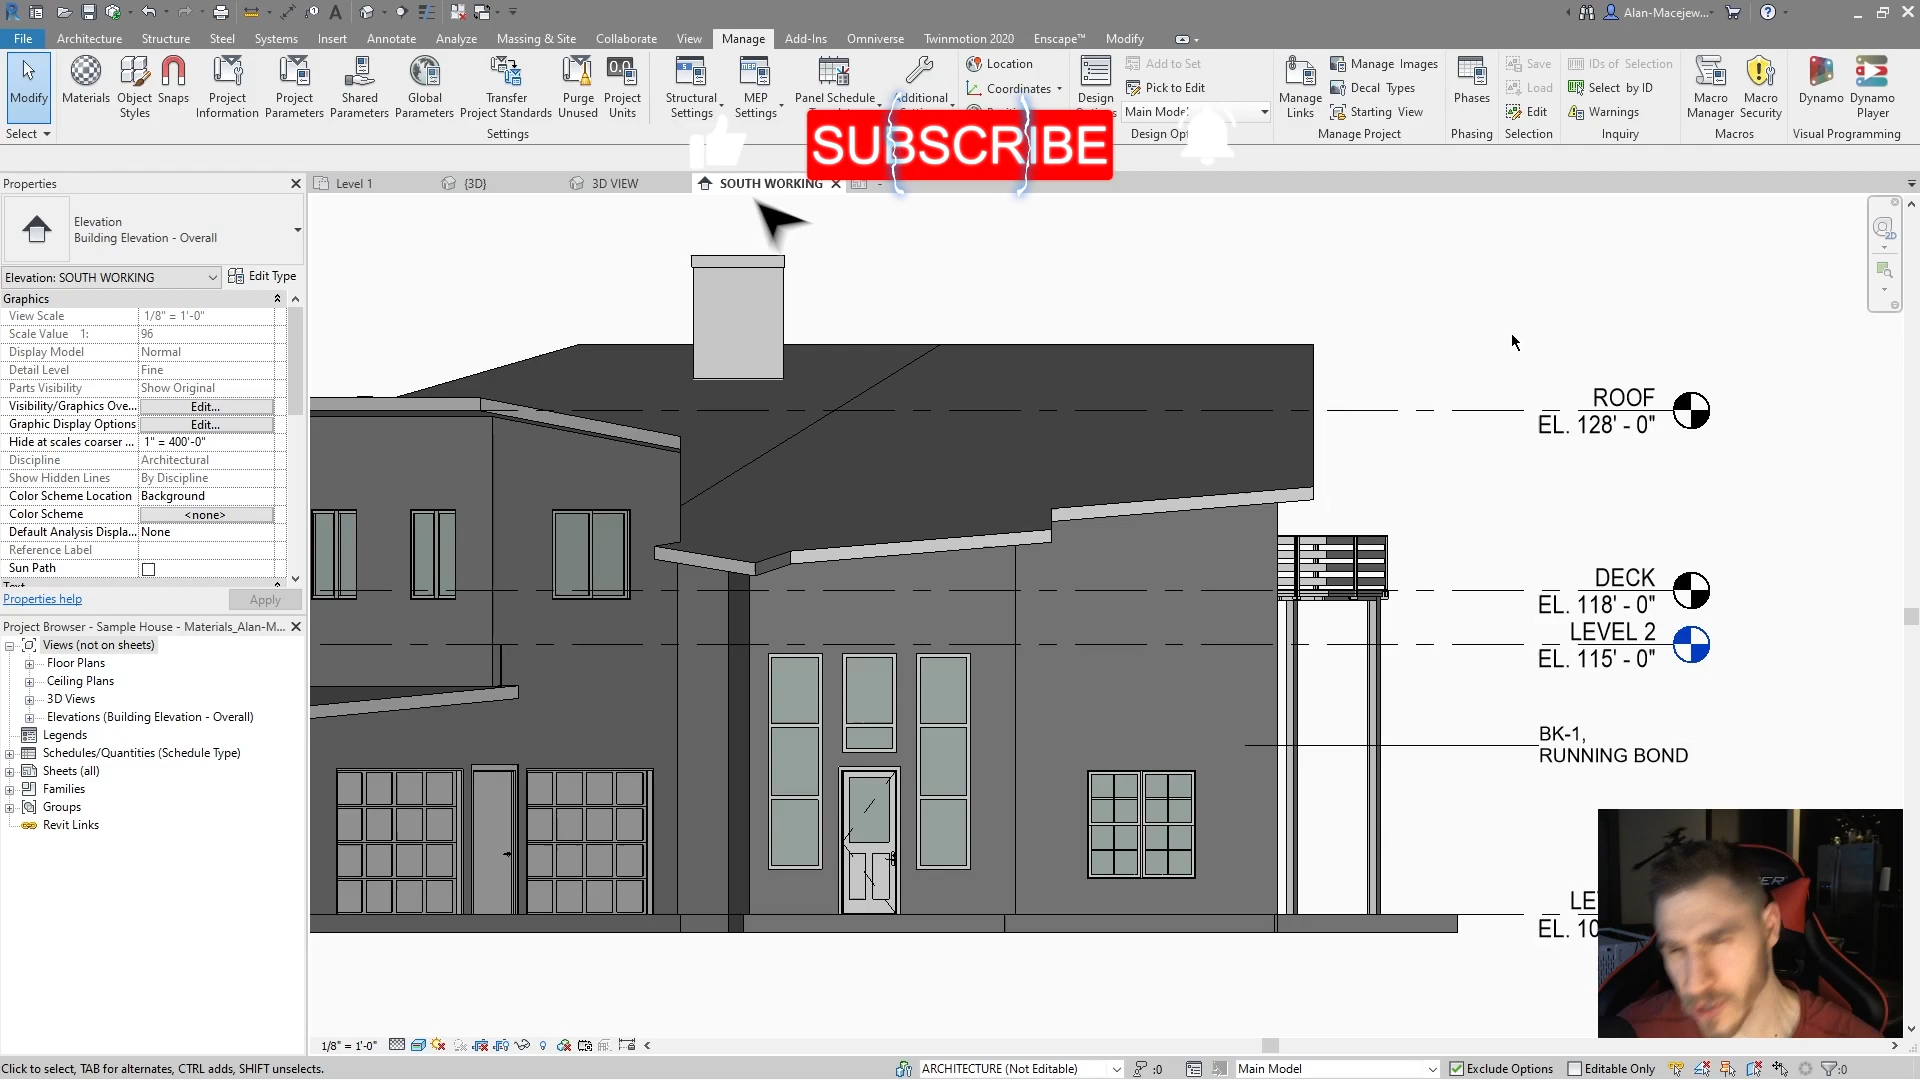 Alan-Macejew...
File Architecture Structure Steel Systems Insert Annotate Analyze Massing & Site Collaborate View Manage Add-Ins Omniverse Twinmotion 2020 Enscape™ Modify
Modify
Select
Materials
Object Styles
Snaps
Project Information
Project Parameters
Shared Parameters
Global Parameters
Transfer Project Standards
Purge Unused
Project Units
Settings
Structural Settings
MEP Settings
Panel Schedule
Additional
Location
Coordinates
Design Options
Add to Set
Pick to Edit
Main Model
Manage Links
Manage Images
Decal Types
Starting View
Manage Project
Phases
Phasing
Save
Load
Edit
Selection
IDs of Selection
Select by ID
Warnings
Inquiry
Macro Manager
Macro Security
Macros
Dynamo
Dynamo Player
Visual Programming
SUBSCRIBE
Properties
Level 1
{3D}
3D VIEW
SOUTH WORKING
Elevation
Building Elevation - Overall
Elevation: SOUTH WORKING
Edit Type
Graphics
View Scale 1/8" = 1'-0"
Scale Value 1: 96
Display Model Normal
Detail Level Fine
Parts Visibility Show Original
Visibility/Graphics Ove... Edit...
Graphic Display Options Edit...
Hide at scales coarser ... 1" = 400'-0"
Discipline Architectural
Show Hidden Lines By Discipline
Color Scheme Location Background
Color Scheme <none>
Default Analysis Displa... None
Reference Label
Sun Path
Properties help
Apply
Project Browser - Sample House - Materials_Alan-M...
Views (not on sheets)
Floor Plans
Ceiling Plans
3D Views
Elevations (Building Elevation - Overall)
Legends
Schedules/Quantities (Schedule Type)
Sheets (all)
Families
Groups
Revit Links
ROOF
EL. 128' - 0"
DECK
EL. 118' - 0"
LEVEL 2
EL. 115' - 0"
BK-1,
RUNNING BOND
LE
EL. 10
1/8" = 1'-0"
Click to select, TAB for alternates, CTRL adds, SHIFT unselects.
ARCHITECTURE (Not Editable)
:0
Main Model
Exclude Options
Editable Only
:0